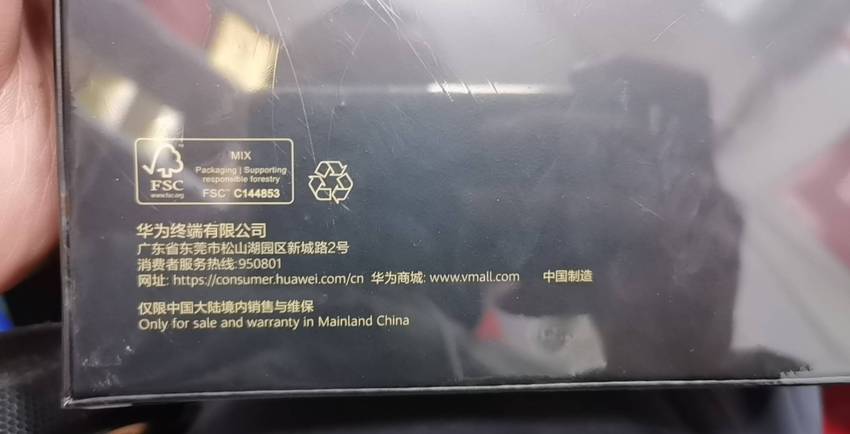 MIX
Packaging | Supporting
responsible forestry
FSC
www.fsc.org
FSC™ C144853
华为终端有限公司
广东省东莞市松山湖园区新城路2号
消费者服务热线:950801
网址: https://consumer.huawei.com/cn 华为商城: www.vmall.com 中国制造
仅限中国大陆境内销售与维保
Only for sale and warranty in Mainland China